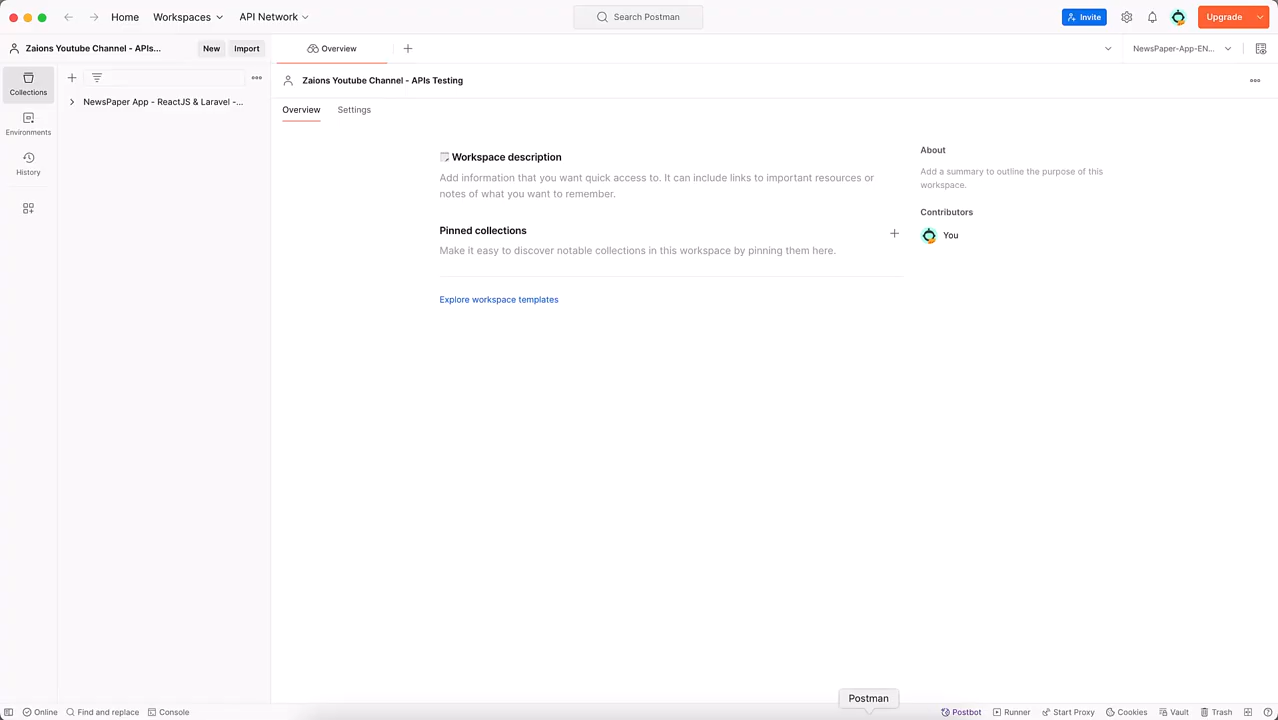 Home
Workspaces
API Network
Search Postman
Invite
Upgrade
Zaions Youtube Channel - APIs...
New
Import
Overview
NewsPaper-App-EN...
Collections
Environments
History
NewsPaper App - ReactJS & Laravel -...
Zaions Youtube Channel - APIs Testing
Overview
Settings
Workspace description
Add information that you want quick access to. It can include links to important resources or
notes of what you want to remember.
Pinned collections
Make it easy to discover notable collections in this workspace by pinning them here.
Explore workspace templates
About
Add a summary to outline the purpose of this
workspace.
Contributors
You
Postman
Online
Find and replace
Console
Postbot
Runner
Start Proxy
Cookies
Vault
Trash